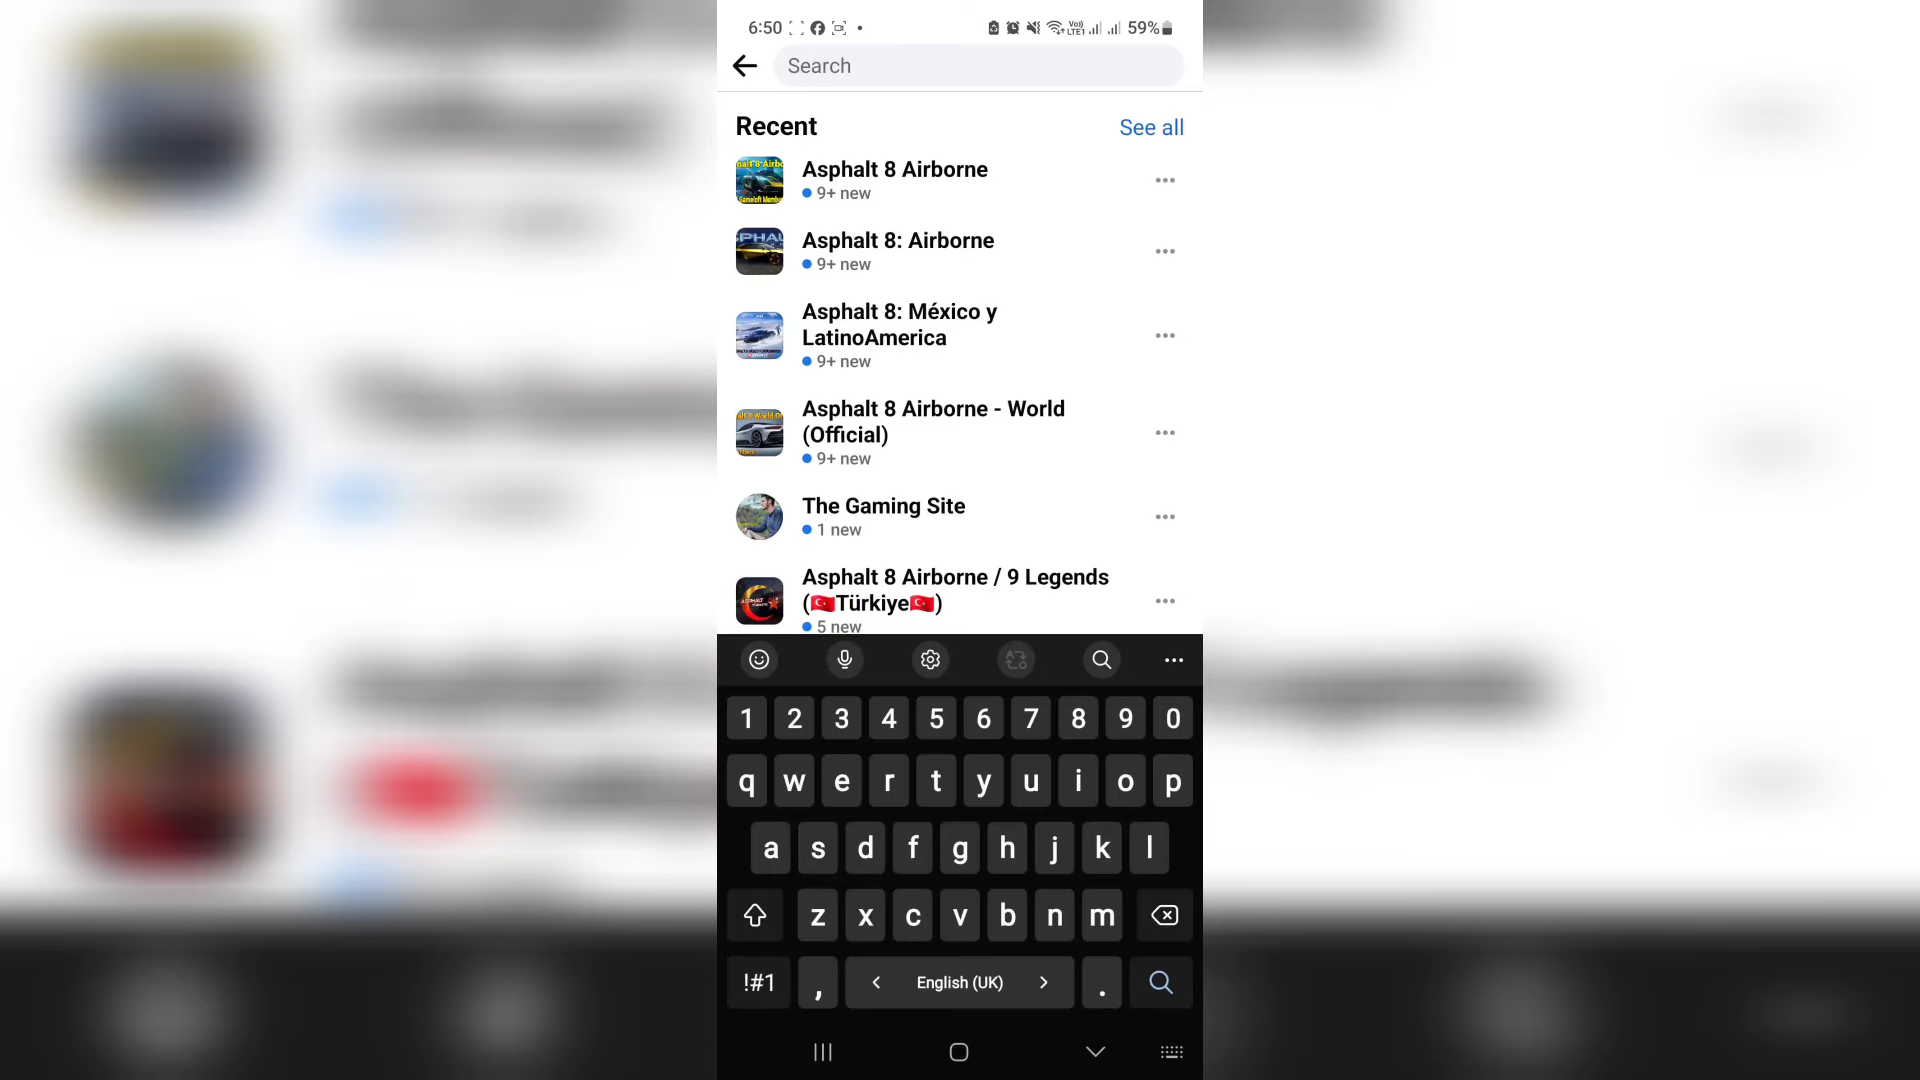 6:50 Vo)) LTE1 59%
Search
Recent See all
Asphalt 8 Airborne
9+ new
Asphalt 8: Airborne
9+ new
Asphalt 8: México y
LatinoAmerica
9+ new
Asphalt 8 Airborne - World
(Official)
9+ new
The Gaming Site
1 new
Asphalt 8 Airborne / 9 Legends
(🇹🇷Türkiye🇹🇷)
5 new
1 2 3 4 5 6 7 8 9 0
q w e r t y u i o p
a s d f g h j k l
z x c v b n m
!#1 , < English (UK) > .